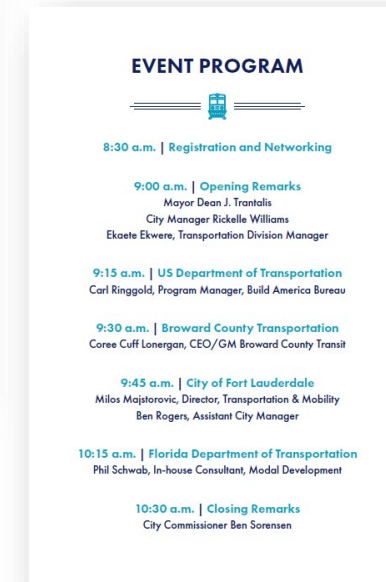 EVENT PROGRAM
8:30 a.m. | Registration and Networking
9:00 a.m. | Opening Remarks
Mayor Dean J. Trantalis
City Manager Rickelle Williams
Ekaete Ekwere, Transportation Division Manager
9:15 a.m. | US Department of Transportation
Carl Ringgold, Program Manager, Build America Bureau
9:30 a.m. | Broward County Transportation
Coree Cuff Lonergan, CEO/GM Broward County Transit
9:45 a.m. | City of Fort Lauderdale
Milos Majstorovic, Director, Transportation & Mobility
Ben Rogers, Assistant City Manager
10:15 a.m. | Florida Department of Transportation
Phil Schwab, In-house Consultant, Modal Development
10:30 a.m. | Closing Remarks
City Commissioner Ben Sorensen